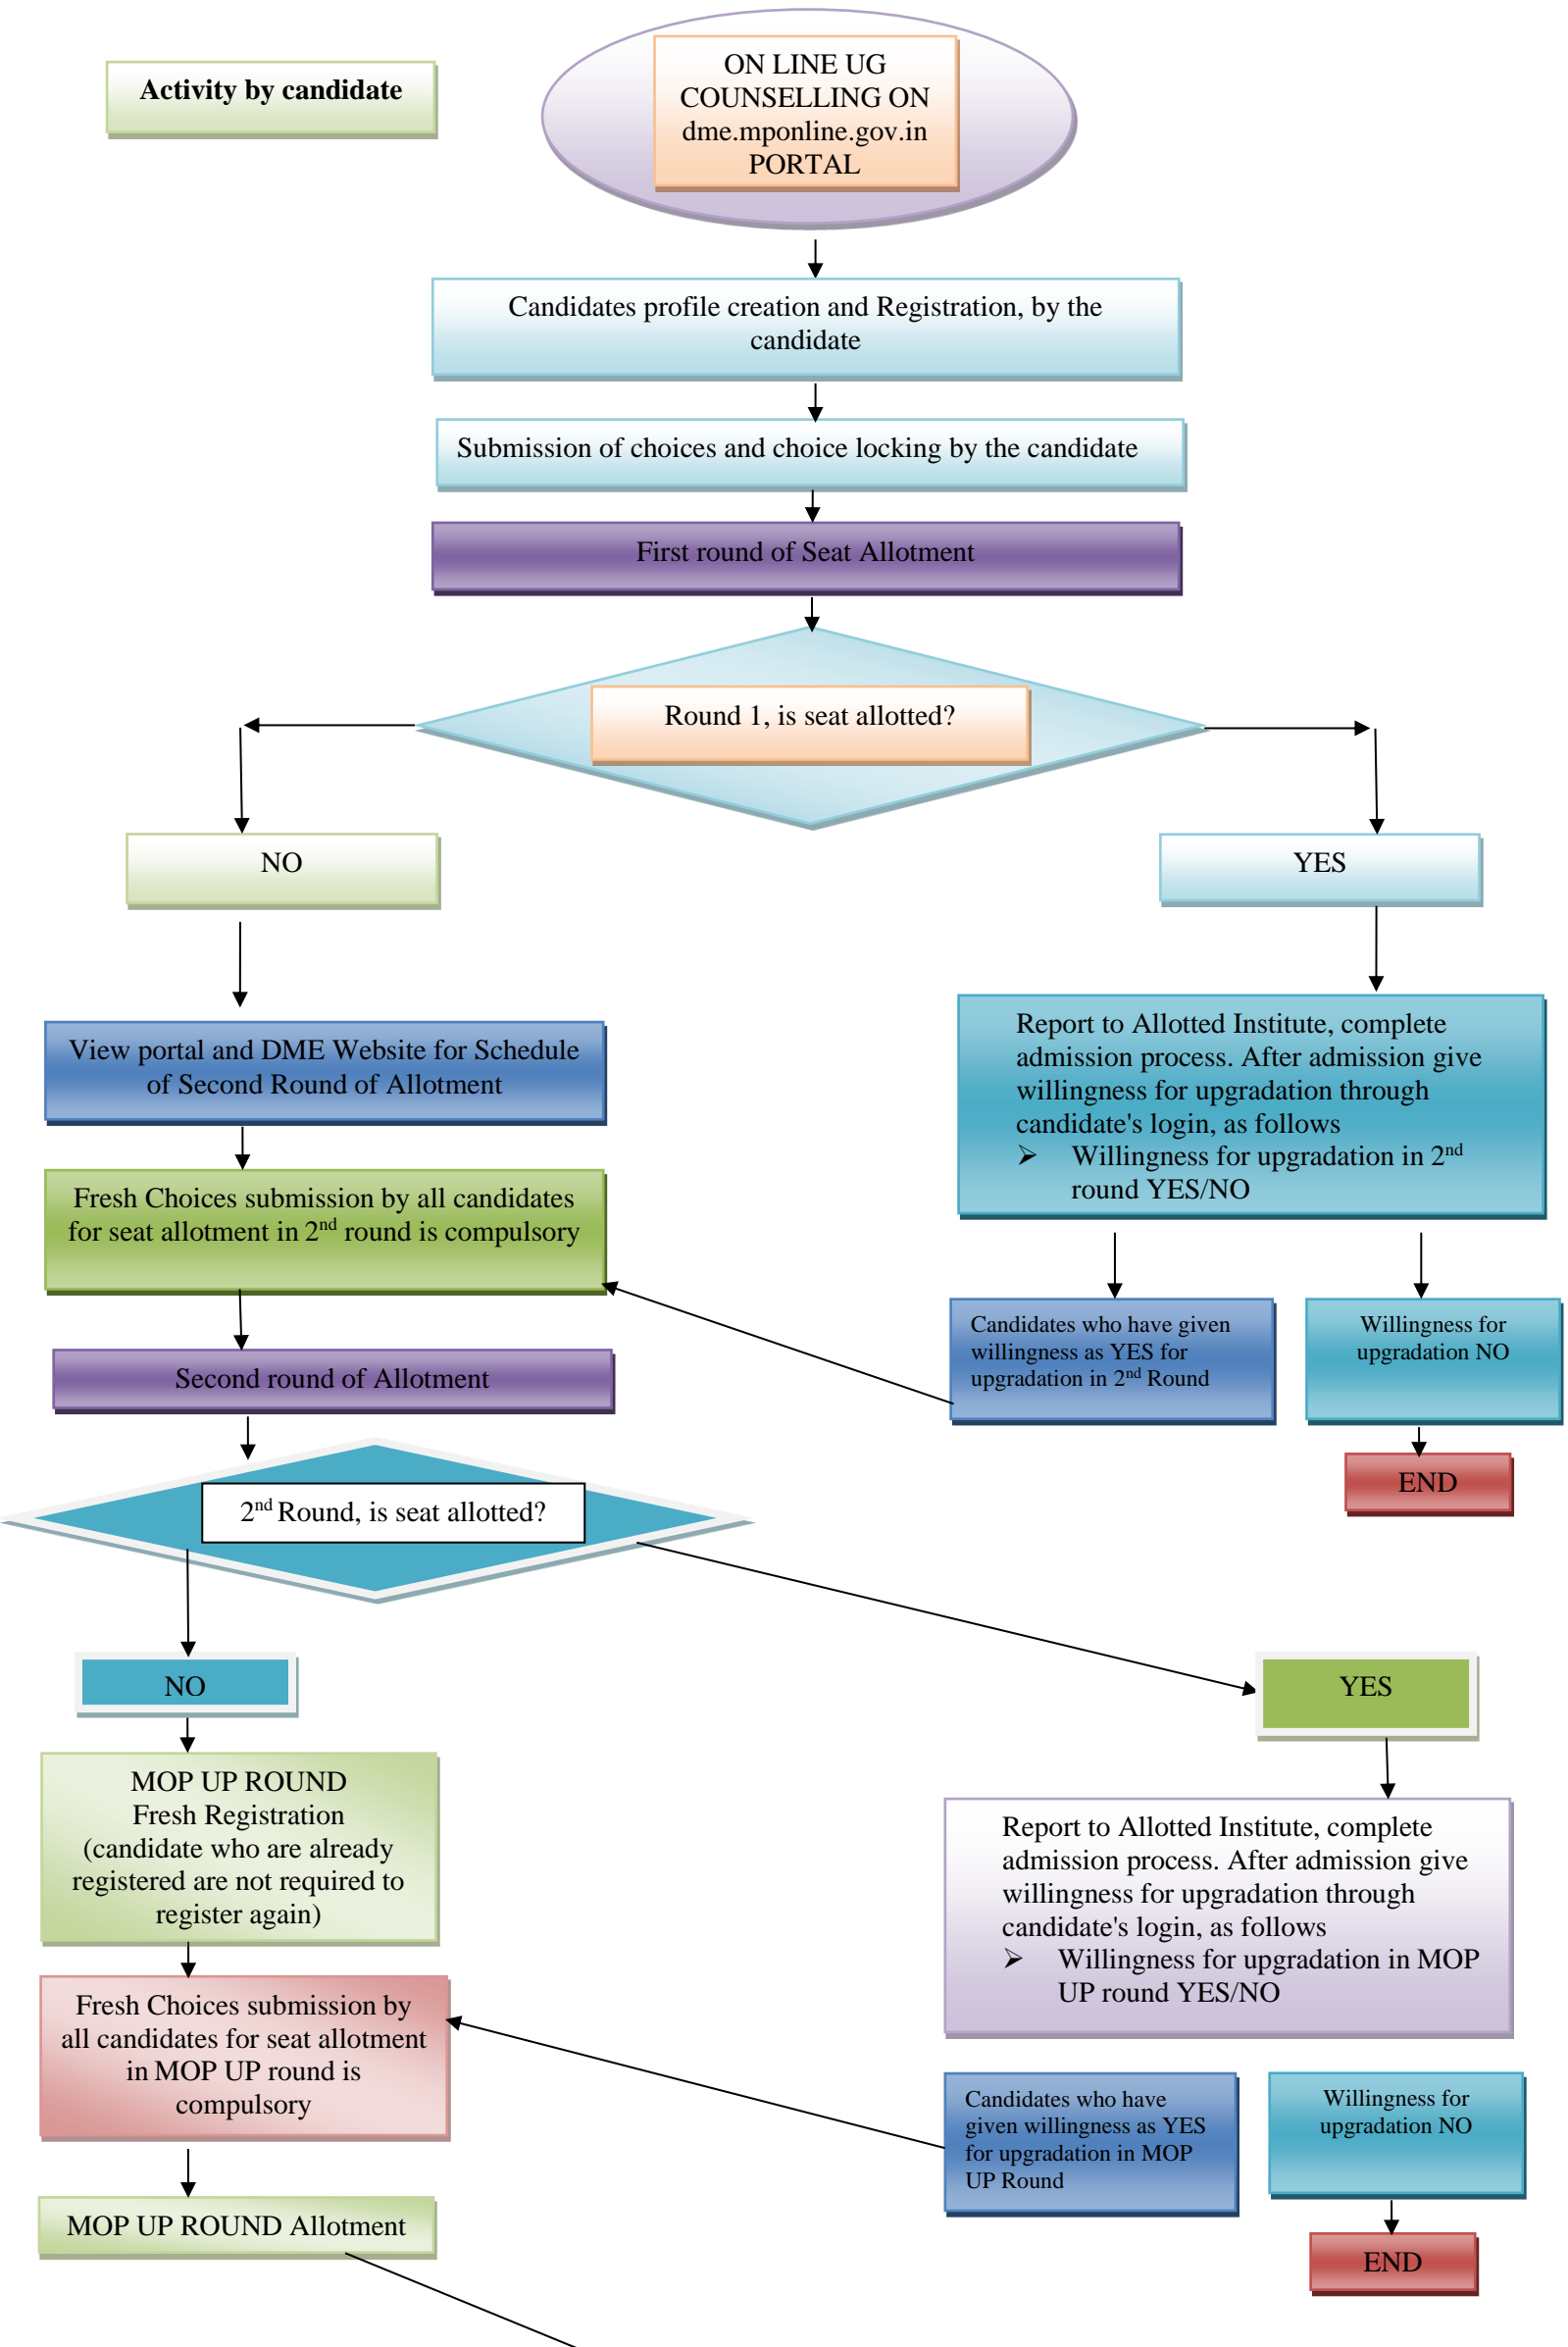 Activity by candidate
ON LINE UG
COUNSELLING ON
dme.mponline.gov.in
PORTAL
Candidates profile creation and Registration, by the
candidate
Submission of choices and choice locking by the candidate
First round of Seat Allotment
Round 1, is seat allotted?
NO
YES
View portal and DME Website for Schedule
of Second Round of Allotment
Report to Allotted Institute, complete
admission process. After admission give
willingness for upgradation through
candidate's login, as follows
➢ Willingness for upgradation in 2nd
round YES/NO
Fresh Choices submission by all candidates
for seat allotment in 2nd round is compulsory
Candidates who have given
willingness as YES for
upgradation in 2nd Round
Willingness for
upgradation NO
Second round of Allotment
END
2nd Round, is seat allotted?
NO
YES
MOP UP ROUND
Fresh Registration
(candidate who are already
registered are not required to
register again)
Report to Allotted Institute, complete
admission process. After admission give
willingness for upgradation through
candidate's login, as follows
➢ Willingness for upgradation in MOP
UP round YES/NO
Fresh Choices submission by
all candidates for seat allotment
in MOP UP round is
compulsory
Candidates who have
given willingness as YES
for upgradation in MOP
UP Round
Willingness for
upgradation NO
MOP UP ROUND Allotment
END